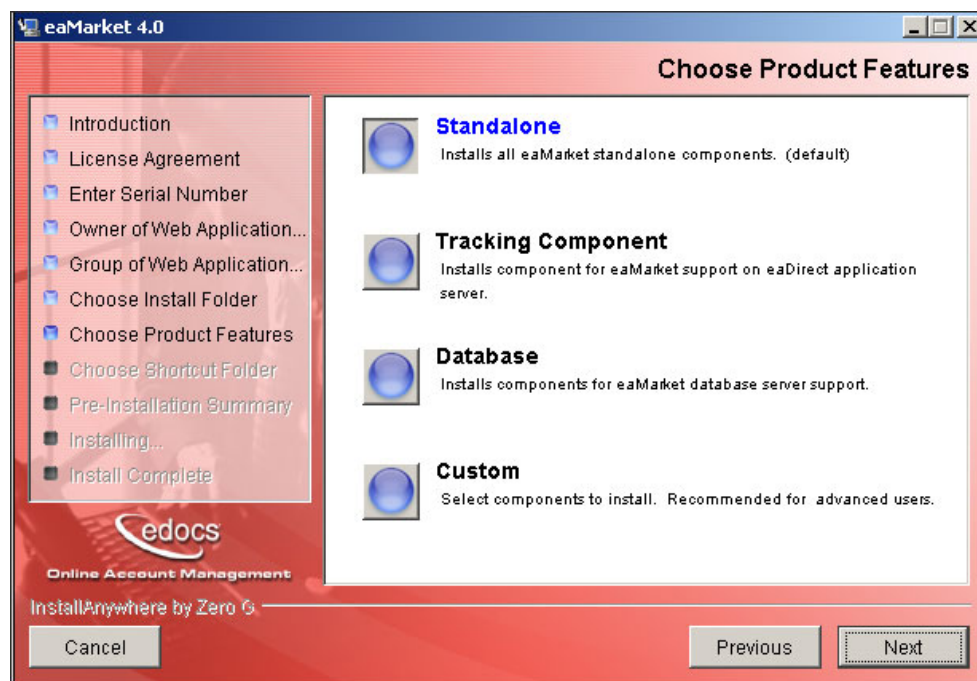 eaMarket 4.0
Choose Product Features
Introduction
License Agreement
Enter Serial Number
Owner of Web Application...
Group of Web Application...
Choose Install Folder
Choose Product Features
Choose Shortcut Folder
Pre-Installation Summary
Installing...
Install Complete
edocs
Online Account Management
Standalone
Installs all eaMarket standalone components. (default)
Tracking Component
Installs component for eaMarket support on eaDirect application
server.
Database
Installs components for eaMarket database server support.
Custom
Select components to install. Recommended for advanced users.
InstallAnywhere by Zero G
Cancel
Previous
Next